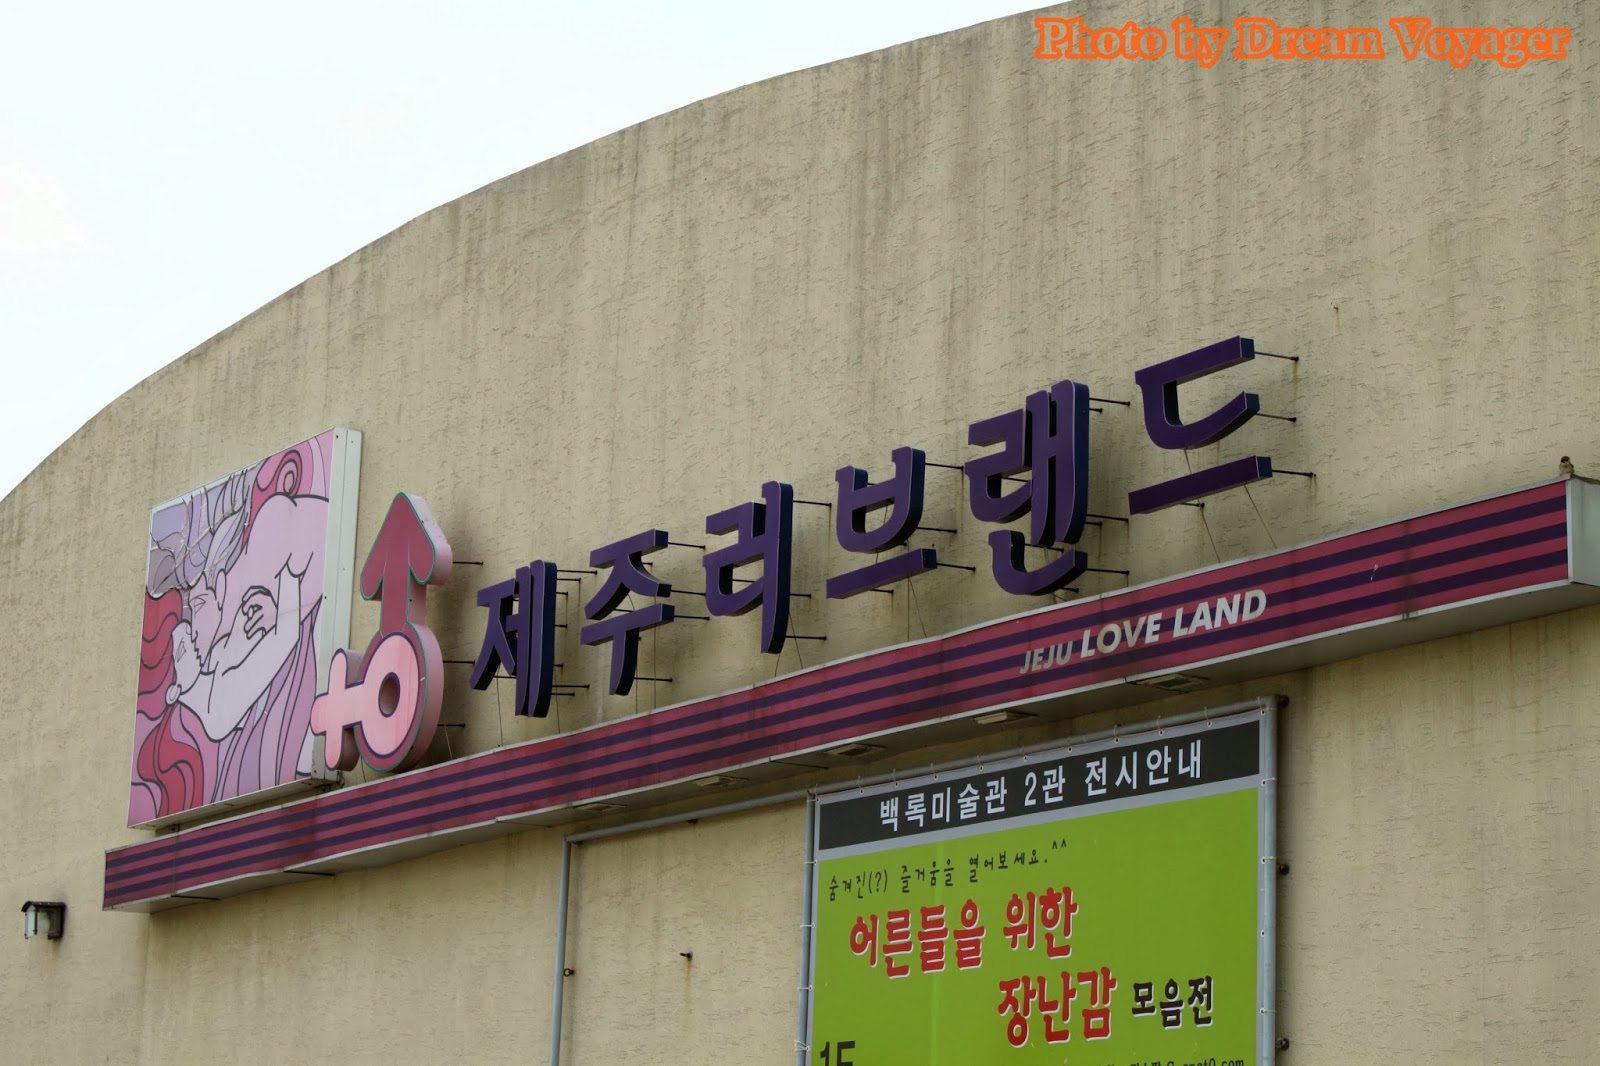 Photo by Dream Voyager
제주러브랜드
JEJU LOVE LAND
백록미술관 2관 전시안내
숨겨진(?) 즐거움을 열어보세요.^^
어른들을 위한
장난감 모음전